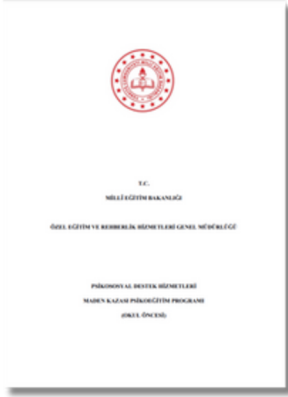 T.C.
MİLLÎ EĞİTİM BAKANLIĞI
ÖZEL EĞİTİM VE REHBERLİK HİZMETLERİ GENEL MÜDÜRLÜĞÜ
PSİKOSOSYAL DESTEK HİZMETLERİ
MADEN KAZASI PSİKOEĞİTİM PROGRAMI
(OKUL ÖNCESİ)